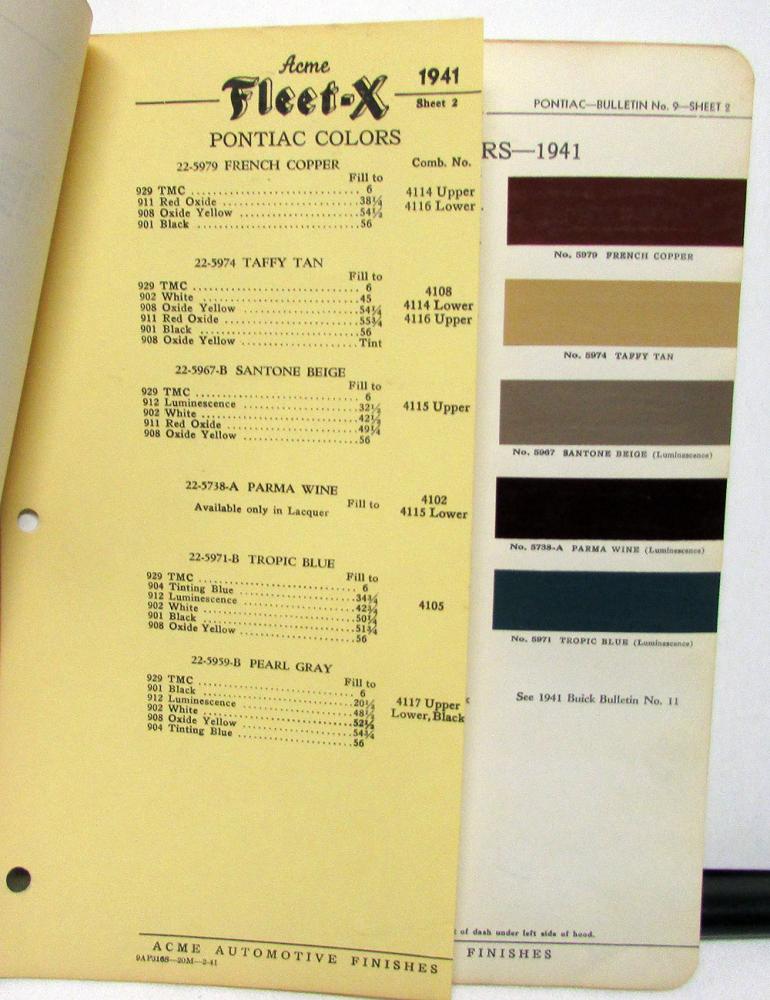 Acme
Fleet-X
1941
Sheet 2
PONTIAC COLORS
22-5979 FRENCH COPPER Comb. No.
Fill to
929 TMC .......... 6 4114 Upper
911 Red Oxide .......... 38¼ 4116 Lower
908 Oxide Yellow .......... 54½
901 Black .......... 56
22-5974 TAFFY TAN
Fill to
929 TMC .......... 6 4108
902 White .......... 45 4114 Lower
908 Oxide Yellow .......... 54¼ 4116 Upper
911 Red Oxide .......... 55¾
901 Black .......... 56
908 Oxide Yellow .......... Tint
22-5967-B SANTONE BEIGE
Fill to
929 TMC .......... 6
912 Luminescence .......... 32½ 4115 Upper
902 White .......... 42½
911 Red Oxide .......... 49¼
908 Oxide Yellow .......... 56
22-5738-A PARMA WINE 4102
Available only in Lacquer Fill to 4115 Lower
22-5971-B TROPIC BLUE
929 TMC .......... Fill to
904 Tinting Blue .......... 6
912 Luminescence .......... 34¾ 4105
902 White .......... 42¾
901 Black .......... 50¼
908 Oxide Yellow .......... 51¾
56
22-5959-B PEARL GRAY
929 TMC .......... Fill to
901 Black .......... 6
912 Luminescence .......... 20½ 4117 Upper
902 White .......... 48½ Lower, Black
908 Oxide Yellow .......... 52½
904 Tinting Blue .......... 54¾
56
ACME AUTOMOTIVE FINISHES
9AP3168—20M—2-41
PONTIAC—BULLETIN No. 9—SHEET 2
RS—1941
No. 5979 FRENCH COPPER
No. 5974 TAFFY TAN
No. 5967 SANTONE BEIGE (Luminescence)
No. 5738-A PARMA WINE (Luminescence)
No. 5971 TROPIC BLUE (Luminescence)
See 1941 Buick Bulletin No. 11
t of dash under left side of hood.
FINISHES